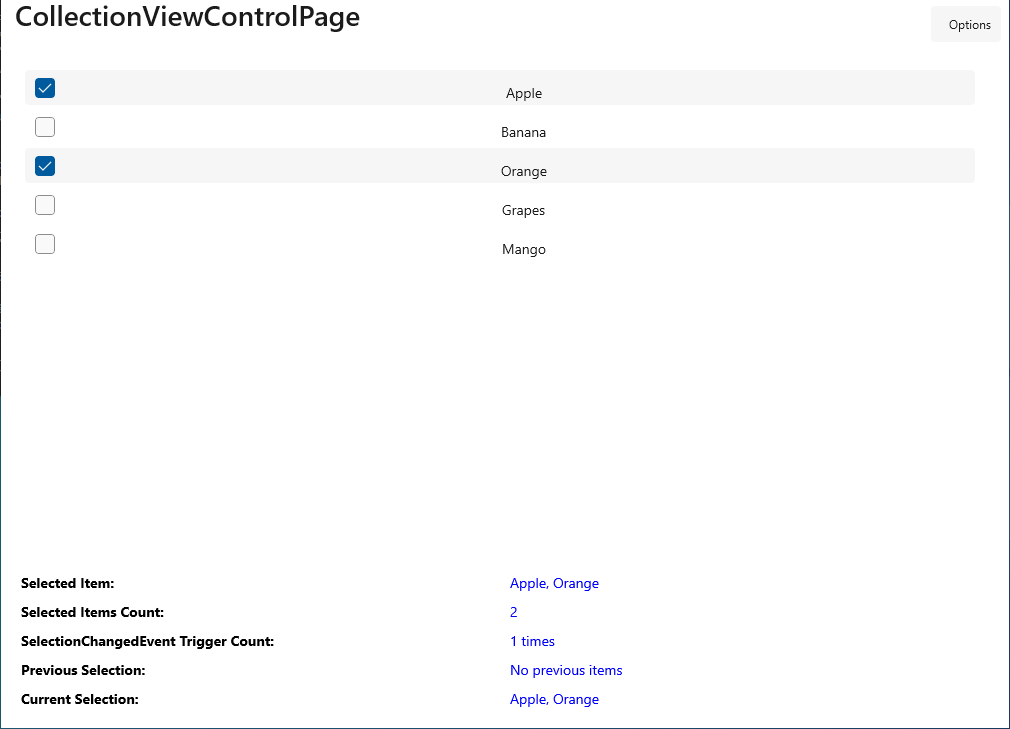 CollectionViewControlPage
Options
Apple
Banana
Orange
Grapes
Mango
Selected Item: Apple, Orange
Selected Items Count: 2
SelectionChangedEvent Trigger Count: 1 times
Previous Selection: No previous items
Current Selection: Apple, Orange